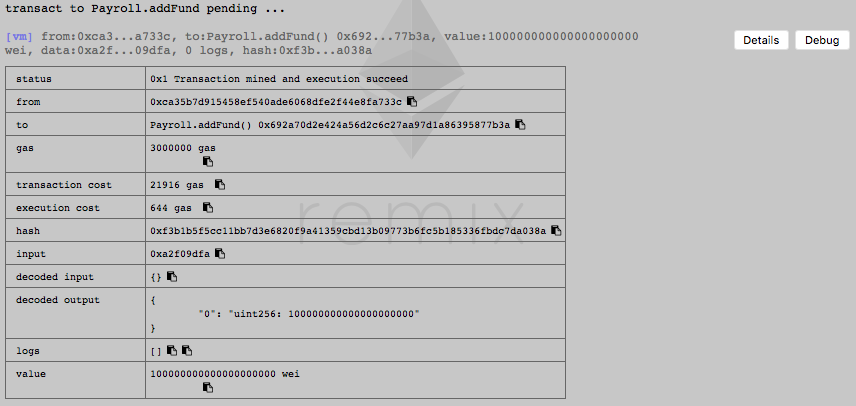 transact to Payroll.addFund pending ...
[vm] from:0xca3...a733c, to:Payroll.addFund() 0x692...77b3a, value:100000000000000000000
wei, data:0xa2f...09dfa, 0 logs, hash:0xf3b...a038a
Details
Debug
status 0x1 Transaction mined and execution succeed
from 0xca35b7d915458ef540ade6068dfe2f44e8fa733c
to Payroll.addFund() 0x692a70d2e424a56d2c6c27aa97d1a86395877b3a
gas 3000000 gas
transaction cost 21916 gas
execution cost 644 gas
remix
hash 0xf3b1b5f5cc11bb7d3e6820f9a41359cbd13b09773b6fc5b185336fbdc7da038a
input 0xa2f09dfa
decoded input {}
decoded output {
"0": "uint256: 100000000000000000000"
}
logs []
value 100000000000000000000 wei